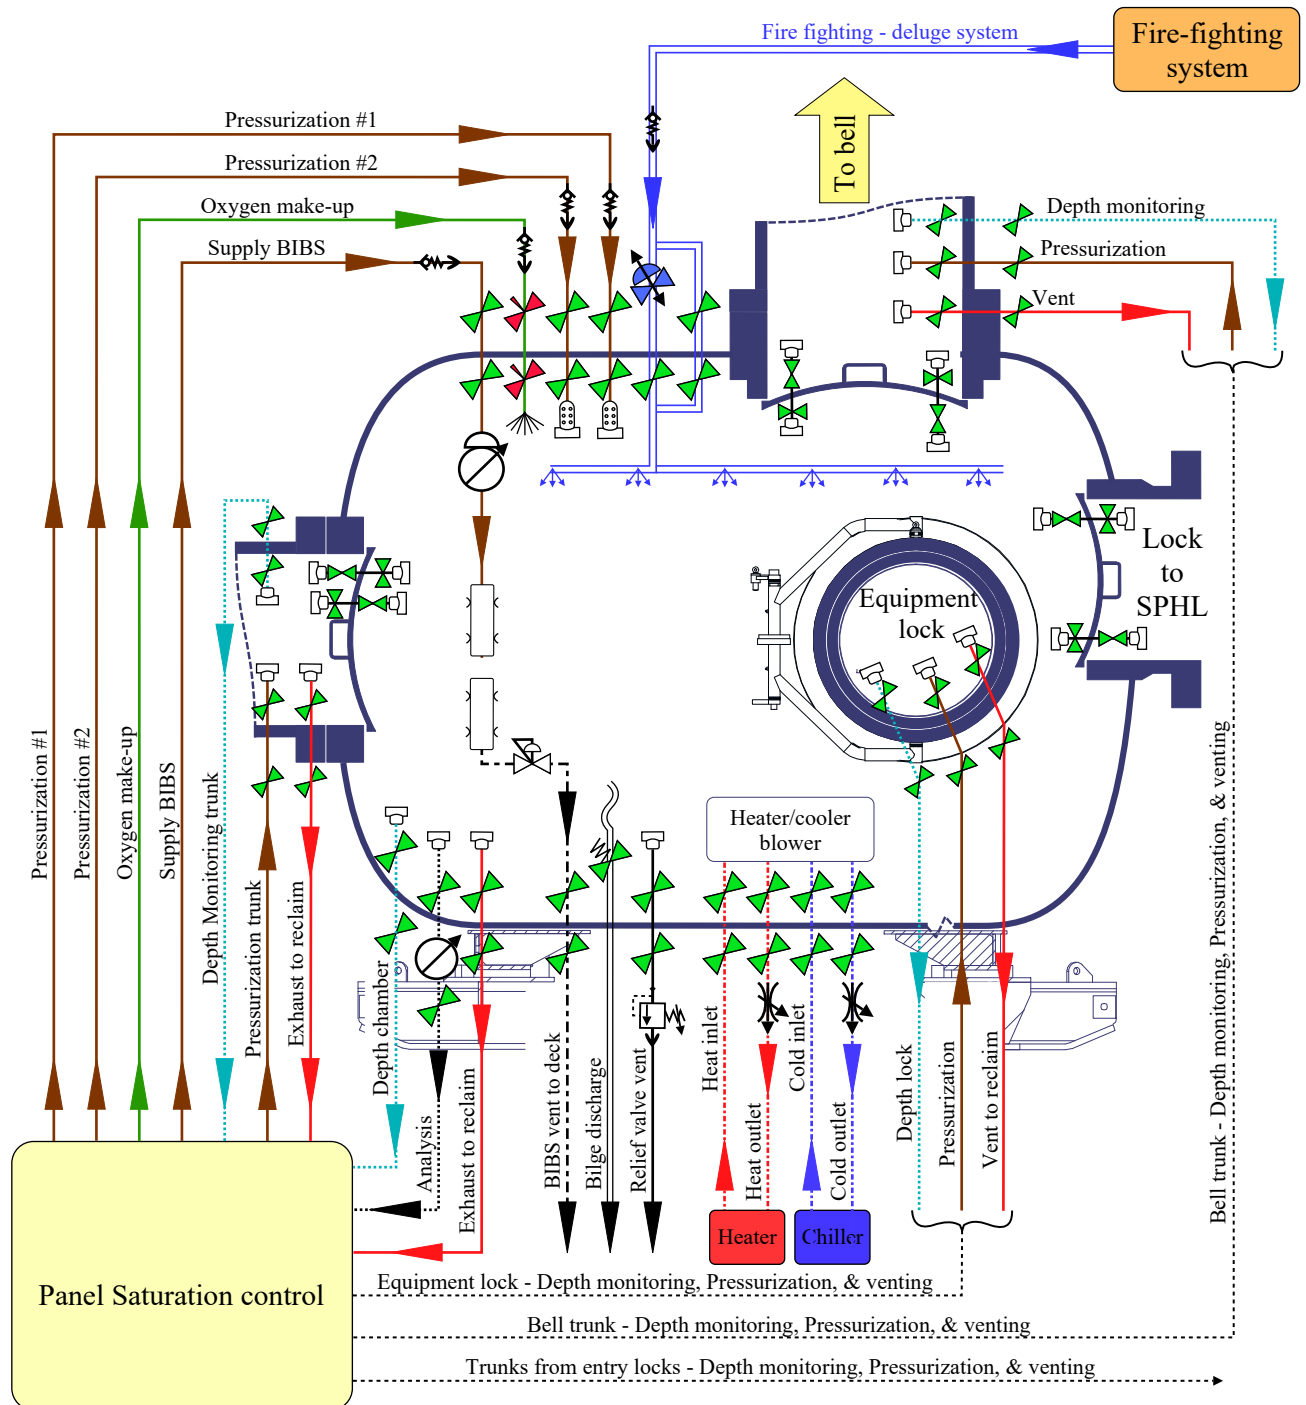 Fire fighting - deluge system
Fire-fighting
system
To bell
Pressurization #1
Pressurization #2
Oxygen make-up
Supply BIBS
Depth monitoring
Pressurization
Vent
Lock
to
SPHL
Equipment
lock
Heater/cooler
blower
Pressurization #1
Pressurization #2
Oxygen make-up
Supply BIBS
Depth Monitoring trunk
Pressurization trunk
Exhaust to reclaim
Depth chamber
Analysis
Exhaust to reclaim
BIBS vent to deck
Bilge discharge
Relief valve vent
Heat inlet
Heat outlet
Cold inlet
Cold outlet
Depth lock
Pressurization
Vent to reclaim
Bell trunk - Depth monitoring, Pressurization, & venting
Heater
Chiller
Panel Saturation control
Equipment lock - Depth monitoring, Pressurization, & venting
Bell trunk - Depth monitoring, Pressurization, & venting
Trunks from entry locks - Depth monitoring, Pressurization, & venting